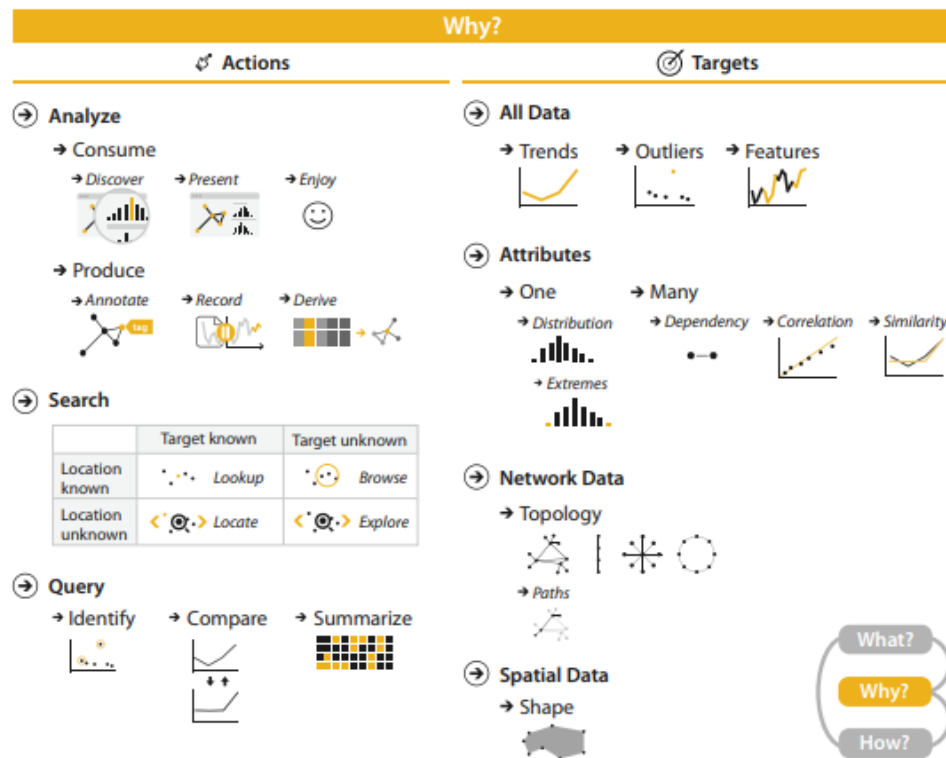 Why?
Actions
Analyze
Consume
Discover
Present
Enjoy
Produce
Annotate
Record
Derive
tag
Search
Target known
Target unknown
Location known
Lookup
Browse
Location unknown
Locate
Explore
Query
Identify
Compare
Summarize
Targets
All Data
Trends
Outliers
Features
Attributes
One
Many
Distribution
Dependency
Correlation
Similarity
Extremes
Network Data
Topology
Paths
Spatial Data
Shape
What?
Why?
How?